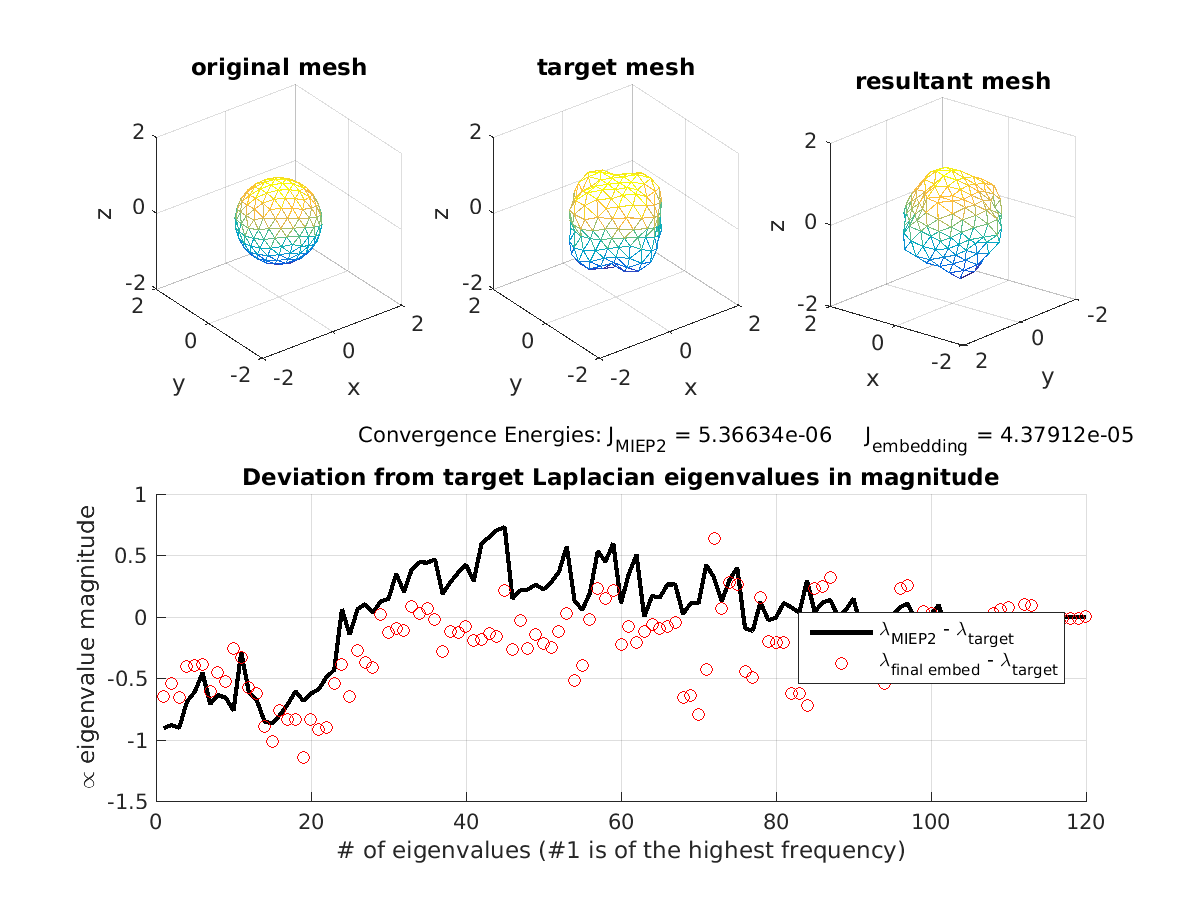 original mesh
target mesh
resultant mesh
2
0
-2
z
2
0
-2
y
-2
0
2
x
2
0
-2
z
2
0
-2
y
-2
0
2
x
2
0
-2
z
2
0
-2
x
2
0
-2
y
Convergence Energies: J_MIEP2 = 5.36634e-06 J_embedding = 4.37912e-05
Deviation from target Laplacian eigenvalues in magnitude
∝ eigenvalue magnitude
1
0.5
0
-0.5
-1
-1.5
λ_MIEP2 - λ_target
λ_final embed - λ_target
0 20 40 60 80 100 120
# of eigenvalues (#1 is of the highest frequency)